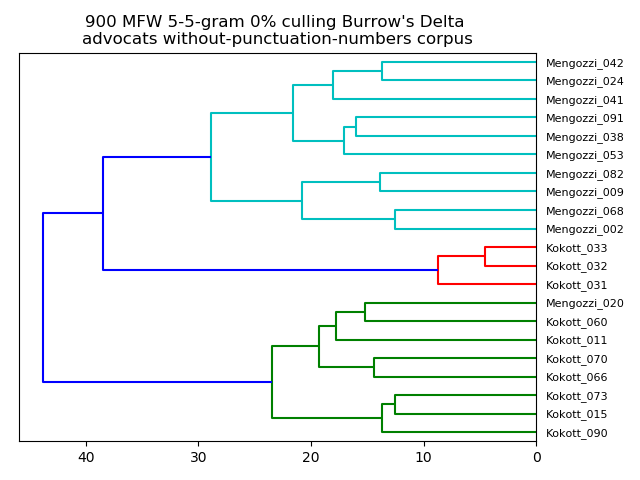 900 MFW 5-5-gram 0% culling Burrow's Delta
advocats without-punctuation-numbers corpus
Mengozzi_042
Mengozzi_024
Mengozzi_041
Mengozzi_091
Mengozzi_038
Mengozzi_053
Mengozzi_082
Mengozzi_009
Mengozzi_068
Mengozzi_002
Kokott_033
Kokott_032
Kokott_031
Mengozzi_020
Kokott_060
Kokott_011
Kokott_070
Kokott_066
Kokott_073
Kokott_015
Kokott_090
40 30 20 10 0